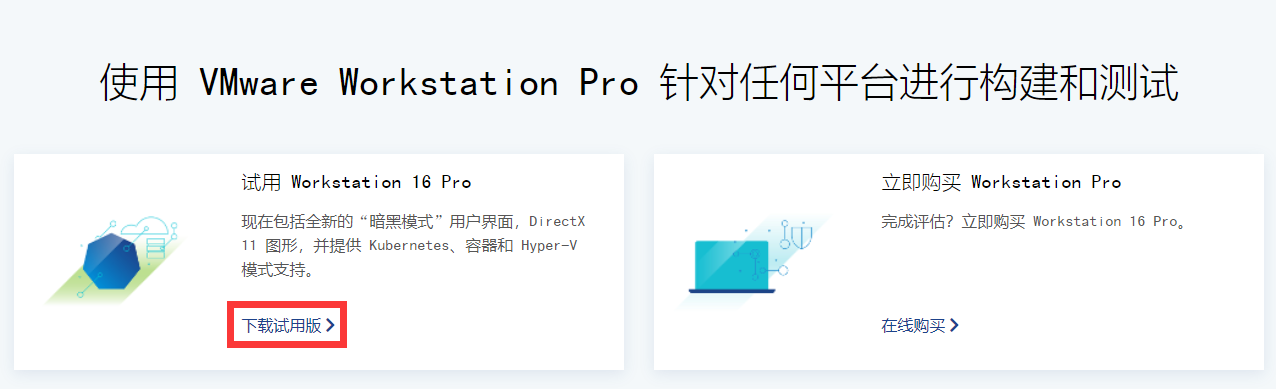 使用 VMware Workstation Pro 针对任何平台进行构建和测试
试用 Workstation 16 Pro
现在包括全新的“暗黑模式”用户界面，DirectX
11 图形，并提供 Kubernetes、容器和 Hyper-V
模式支持。
下载试用版
立即购买 Workstation Pro
完成评估？立即购买 Workstation 16 Pro。
在线购买